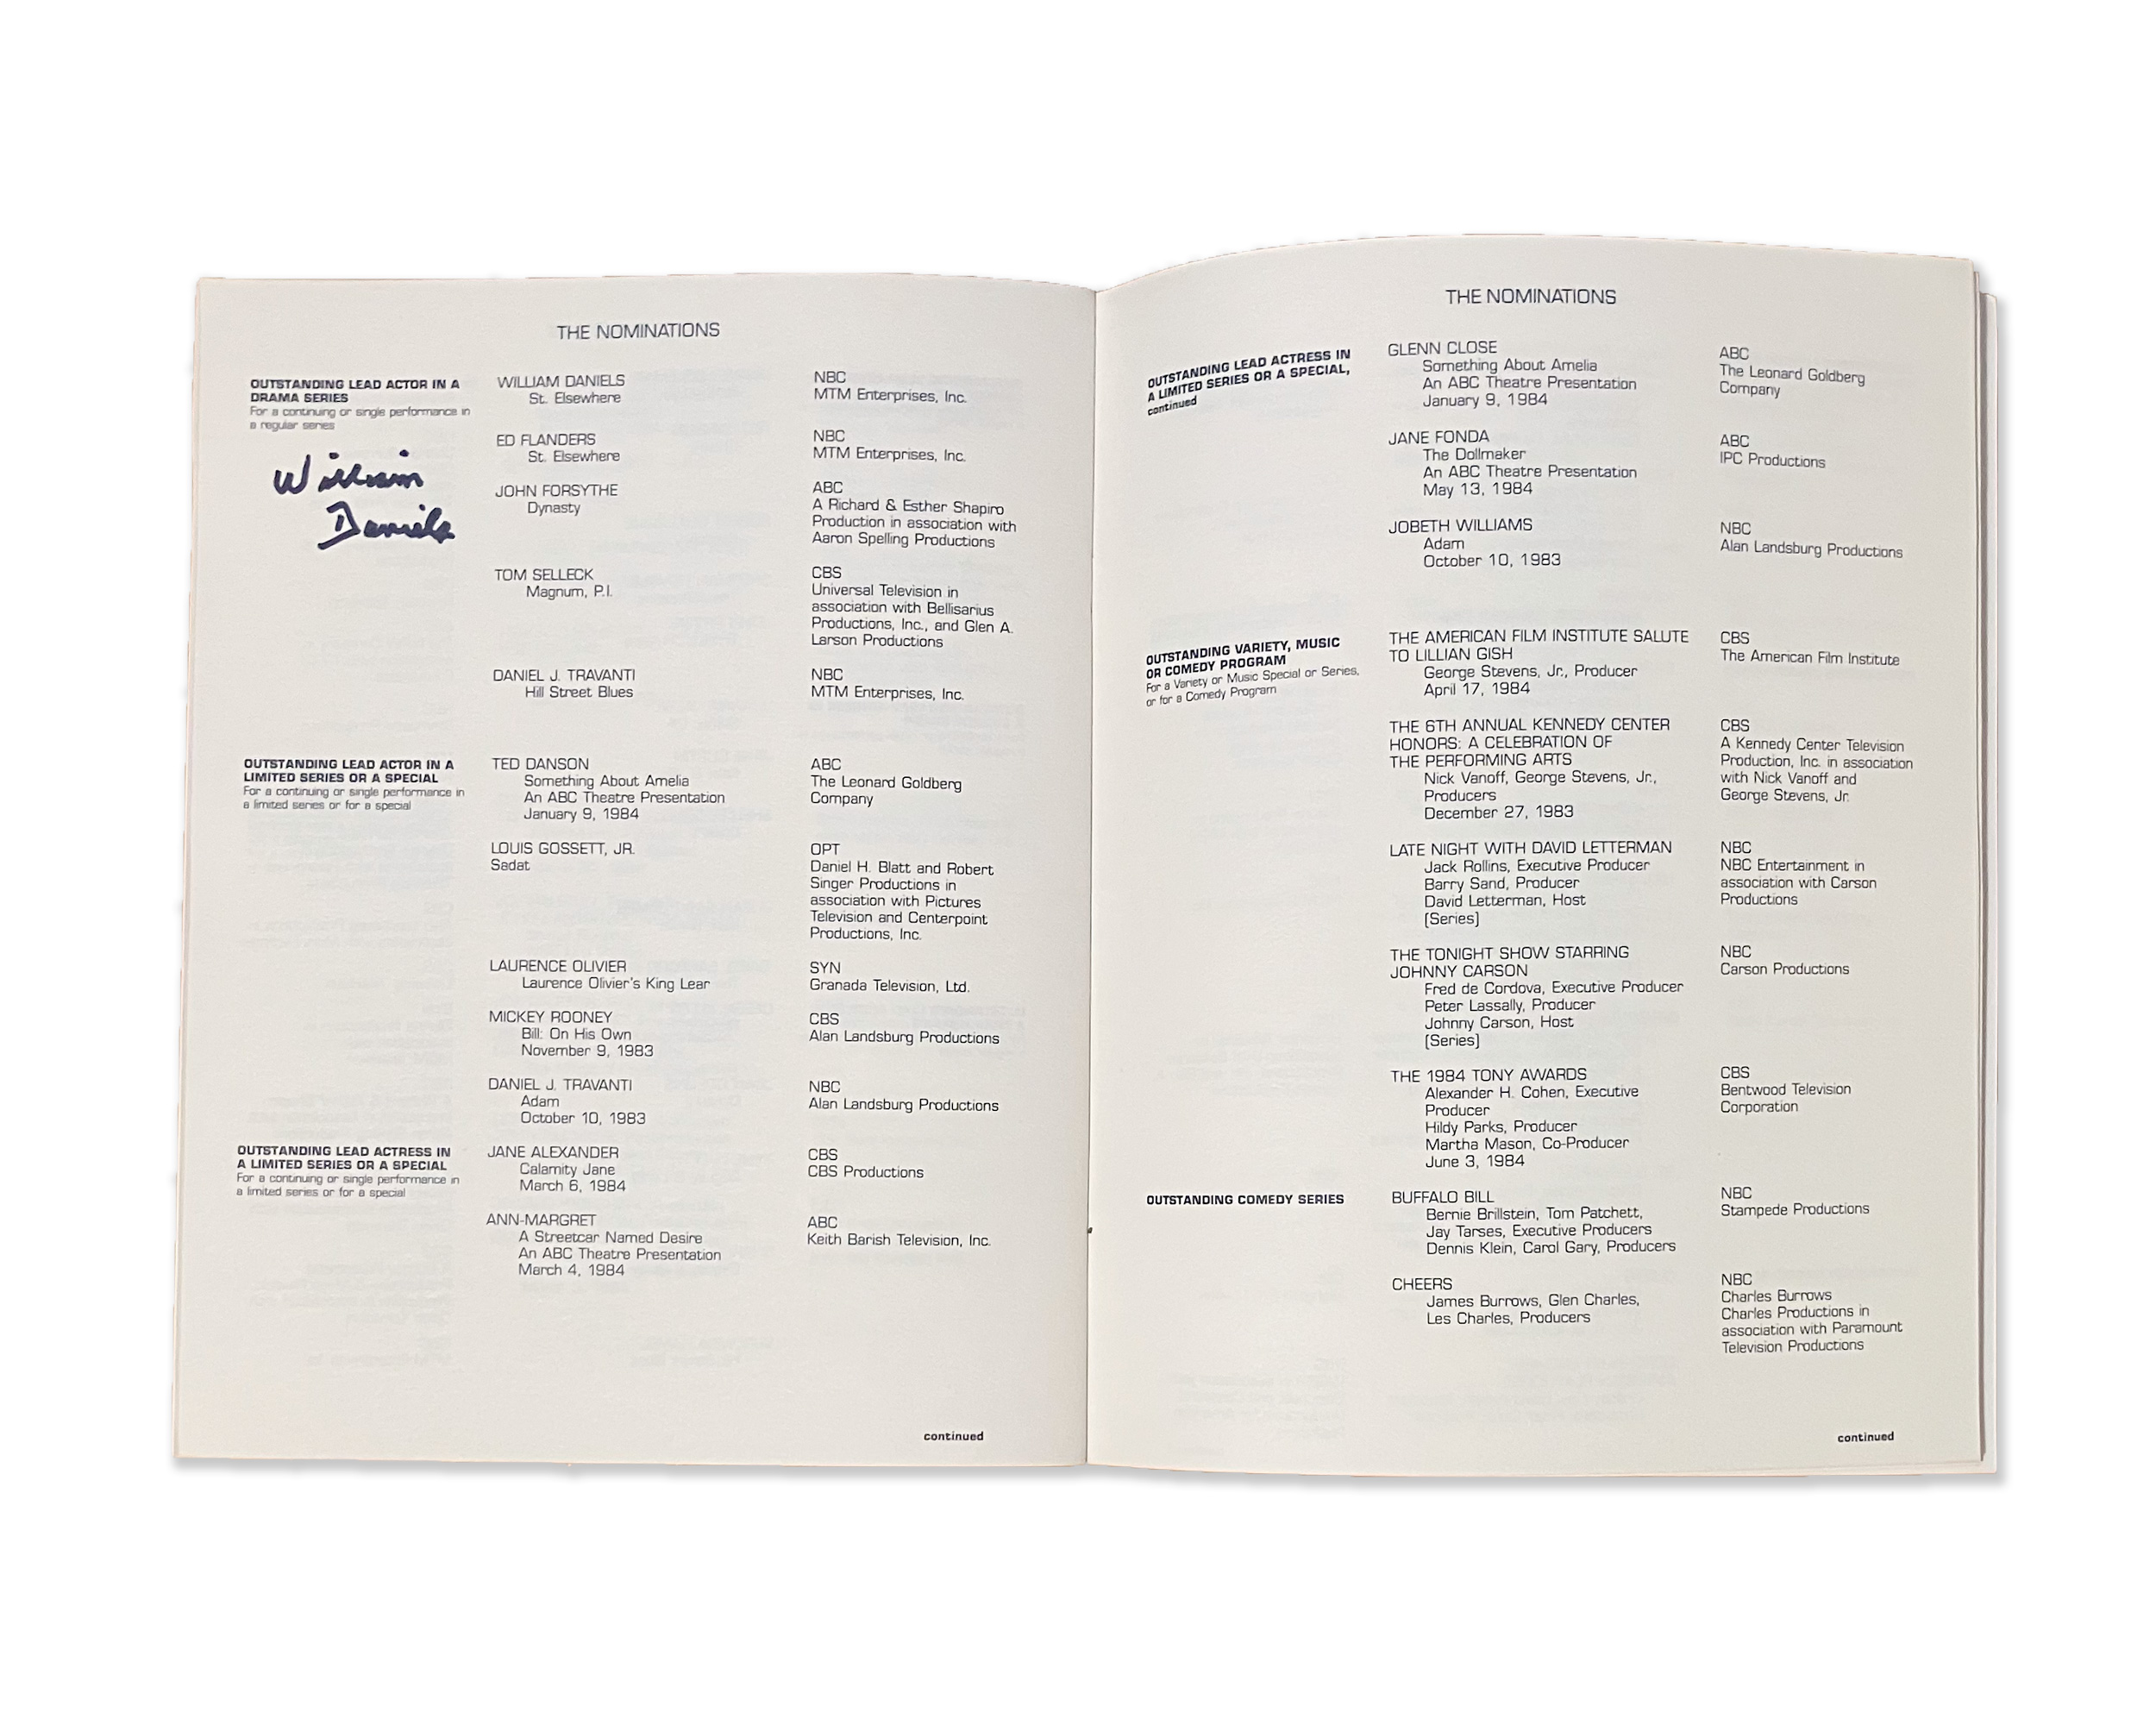 THE NOMINATIONS
OUTSTANDING LEAD ACTOR IN A
DRAMA SERIES
For a continuing or single performance in
a regular series
William
Daniels
WILLIAM DANIELS
St. Elsewhere
NBC
MTM Enterprises, Inc.
ED FLANDERS
St. Elsewhere
NBC
MTM Enterprises, Inc.
JOHN FORSYTHE
Dynasty
ABC
A Richard & Esther Shapiro
Production in association with
Aaron Spelling Productions
TOM SELLECK
Magnum, P.I.
CBS
Universal Television in
association with Bellisarius
Productions, Inc., and Glen A.
Larson Productions
DANIEL J. TRAVANTI
Hill Street Blues
NBC
MTM Enterprises, Inc.
OUTSTANDING LEAD ACTOR IN A
LIMITED SERIES OR A SPECIAL
For a continuing or single performance in
a limited series or for a special
TED DANSON
Something About Amelia
An ABC Theatre Presentation
January 9, 1984
ABC
The Leonard Goldberg
Company
LOUIS GOSSETT, JR.
Sadat
OPT
Daniel H. Blatt and Robert
Singer Productions in
association with Pictures
Television and Centerpoint
Productions, Inc.
LAURENCE OLIVIER
Laurence Olivier's King Lear
SYN
Granada Television, Ltd.
MICKEY ROONEY
Bill: On His Own
November 9, 1983
CBS
Alan Landsburg Productions
DANIEL J. TRAVANTI
Adam
October 10, 1983
NBC
Alan Landsburg Productions
OUTSTANDING LEAD ACTRESS IN
A LIMITED SERIES OR A SPECIAL
For a continuing or single performance in
a limited series or for a special
JANE ALEXANDER
Calamity Jane
March 6, 1984
CBS
CBS Productions
ANN-MARGRET
A Streetcar Named Desire
An ABC Theatre Presentation
March 4, 1984
ABC
Keith Barish Television, Inc.
continued
THE NOMINATIONS
OUTSTANDING LEAD ACTRESS IN
A LIMITED SERIES OR A SPECIAL,
continued
GLENN CLOSE
Something About Amelia
An ABC Theatre Presentation
January 9, 1984
ABC
The Leonard Goldberg
Company
JANE FONDA
The Dollmaker
An ABC Theatre Presentation
May 13, 1984
ABC
IPC Productions
JOBETH WILLIAMS
Adam
October 10, 1983
NBC
Alan Landsburg Productions
OUTSTANDING VARIETY, MUSIC
OR COMEDY PROGRAM
For a Variety or Music Special or Series,
or for a Comedy Program
THE AMERICAN FILM INSTITUTE SALUTE
TO LILLIAN GISH
George Stevens, Jr., Producer
April 17, 1984
CBS
The American Film Institute
THE 6TH ANNUAL KENNEDY CENTER
HONORS: A CELEBRATION OF
THE PERFORMING ARTS
Nick Vanoff, George Stevens, Jr.,
Producers
December 27, 1983
CBS
A Kennedy Center Television
Production, Inc. in association
with Nick Vanoff and
George Stevens, Jr.
LATE NIGHT WITH DAVID LETTERMAN
Jack Rollins, Executive Producer
Barry Sand, Producer
David Letterman, Host
[Series]
NBC
NBC Entertainment in
association with Carson
Productions
THE TONIGHT SHOW STARRING
JOHNNY CARSON
Fred de Cordova, Executive Producer
Peter Lassally, Producer
Johnny Carson, Host
[Series]
NBC
Carson Productions
THE 1984 TONY AWARDS
Alexander H. Cohen, Executive
Producer
Hildy Parks, Producer
Martha Mason, Co-Producer
June 3, 1984
CBS
Bentwood Television
Corporation
OUTSTANDING COMEDY SERIES
BUFFALO BILL
Bernie Brillstein, Tom Patchett,
Jay Tarses, Executive Producers
Dennis Klein, Carol Gary, Producers
NBC
Stampede Productions
CHEERS
James Burrows, Glen Charles,
Les Charles, Producers
NBC
Charles Burrows
Charles Productions in
association with Paramount
Television Productions
continued